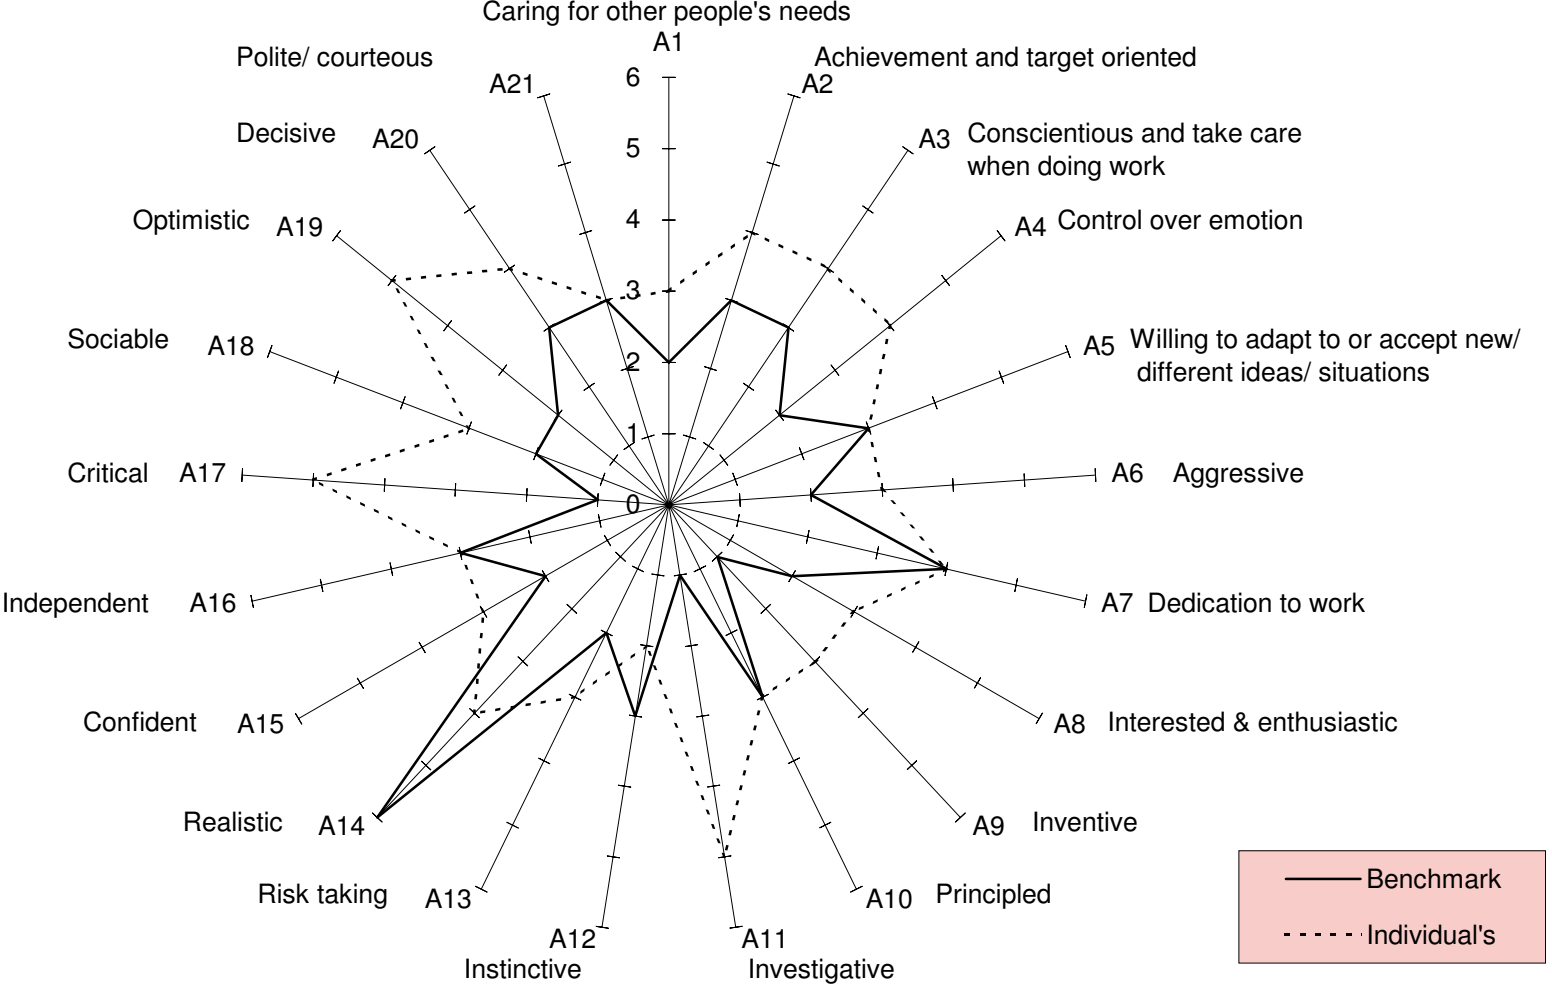 Caring for other people's needs
A1
Polite/ courteous
A21
Achievement and target oriented
A2
Decisive
A20
A3
Conscientious and take care
when doing work
Optimistic
A19
A4
Control over emotion
Sociable
A18
A5
Willing to adapt to or accept new/
different ideas/ situations
Critical
A17
A6
Aggressive
Independent
A16
A7
Dedication to work
Confident
A15
A8
Interested & enthusiastic
Realistic
A14
A9
Inventive
Risk taking
A13
A10
Principled
A12
Instinctive
A11
Investigative
6
5
4
3
2
1
0
Benchmark
Individual's